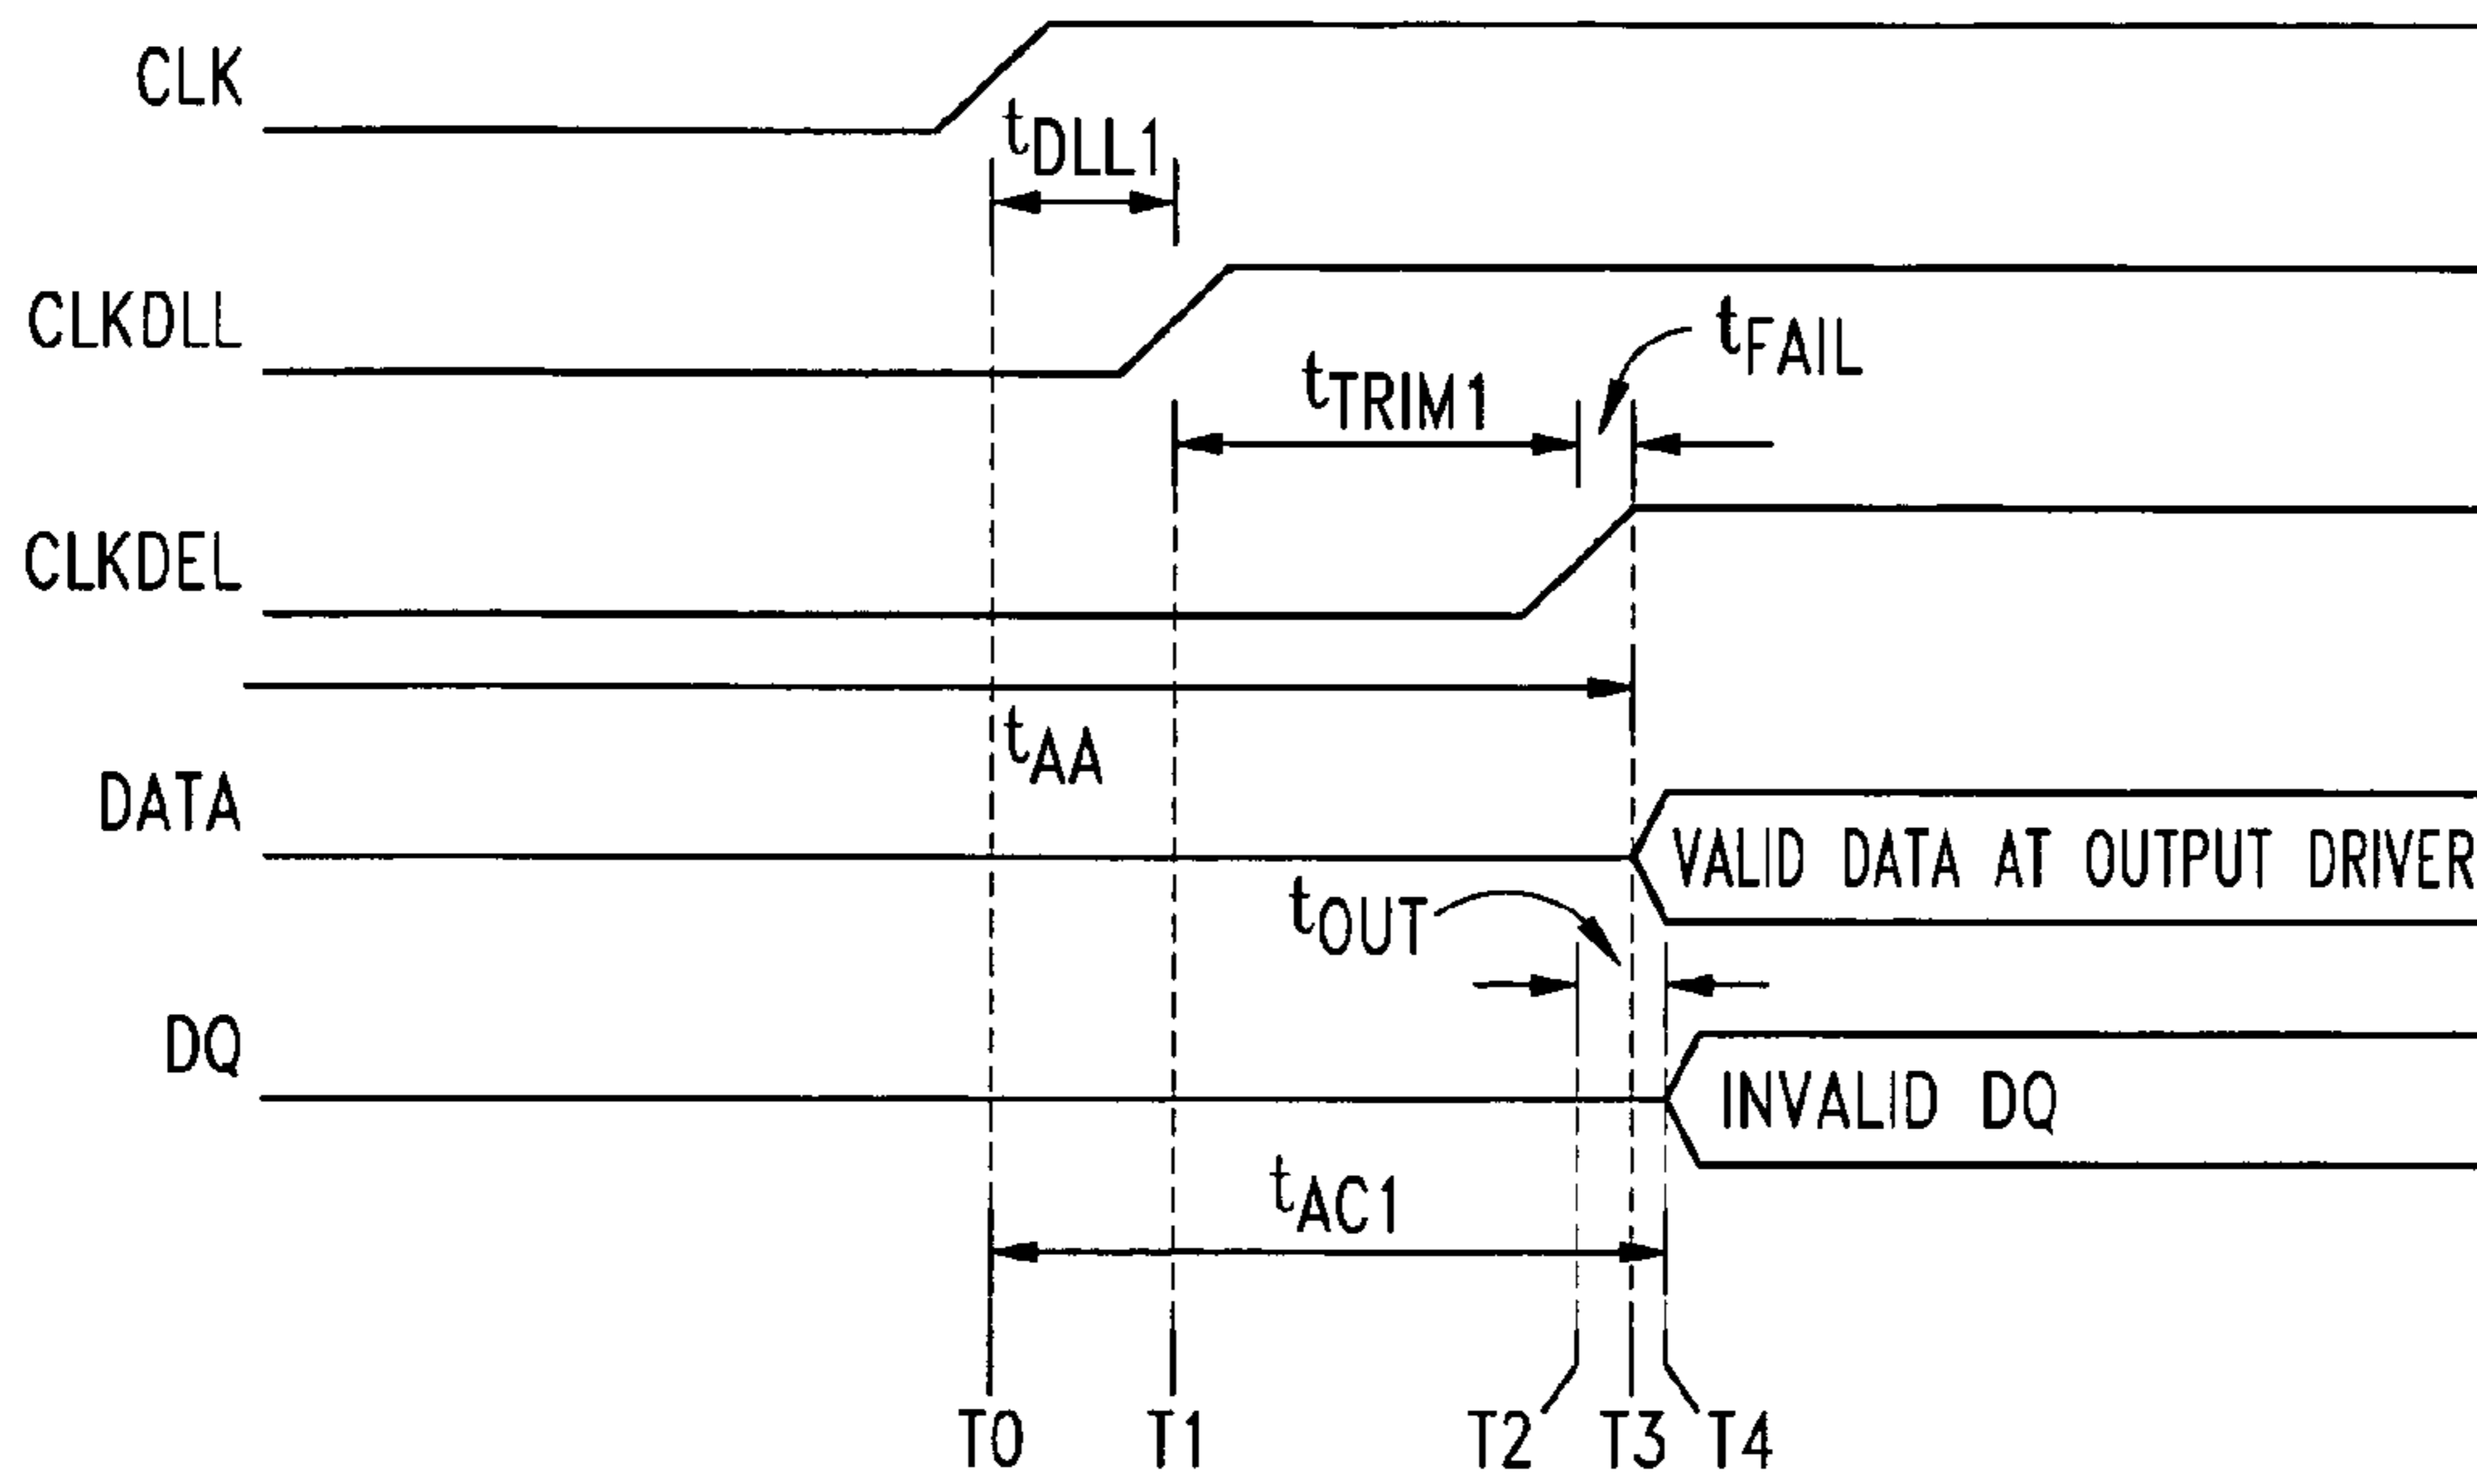 CLK
tDLL1
CLKDLL
tFAIL
tTRIM1
CLKDEL
tAA
DATA
VALID DATA AT OUTPUT DRIVER
tOUT
DQ
INVALID DQ
tAC1
T0 T1 T2 T3 T4